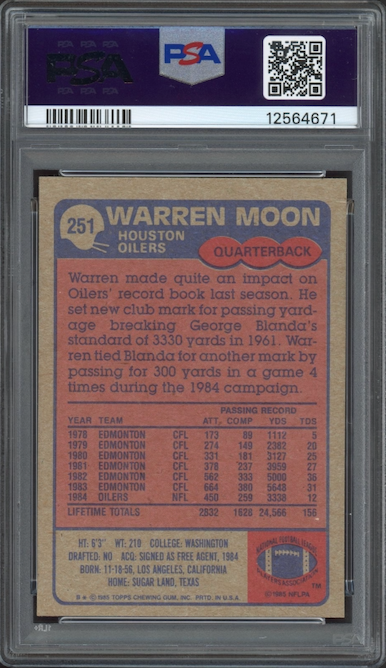 PSA
PSA
12564671
251
WARREN MOON
HOUSTON
OILERS
QUARTERBACK
Warren made quite an impact on
Oilers' record book last season. He
set new club mark for passing yard-
age breaking George Blanda's
standard of 3330 yards in 1961. War-
ren tied Blanda for another mark by
passing for 300 yards in a game 4
times during the 1984 campaign.
PASSING RECORD
YEAR TEAM ATT. COMP YDS TDS
1978 EDMONTON CFL 173 89 1112 5
1979 EDMONTON CFL 274 149 2382 20
1980 EDMONTON CFL 331 181 3127 25
1981 EDMONTON CFL 378 237 3959 27
1982 EDMONTON CFL 562 333 5000 36
1983 EDMONTON CFL 664 380 5648 31
1984 OILERS NFL 450 259 3338 12
LIFETIME TOTALS 2832 1628 24,566 156
HT: 6'3" WT: 210 COLLEGE: WASHINGTON
DRAFTED: NO ACQ: SIGNED AS FREE AGENT, 1984
BORN: 11-18-56, LOS ANGELES, CALIFORNIA
HOME: SUGAR LAND, TEXAS
NATIONAL FOOTBALL LEAGUE
PLAYERS ASSOCIATION
© 1985 NFLPA
B ★ © 1985 TOPPS CHEWING GUM, INC. PRTD. IN U.S.A.